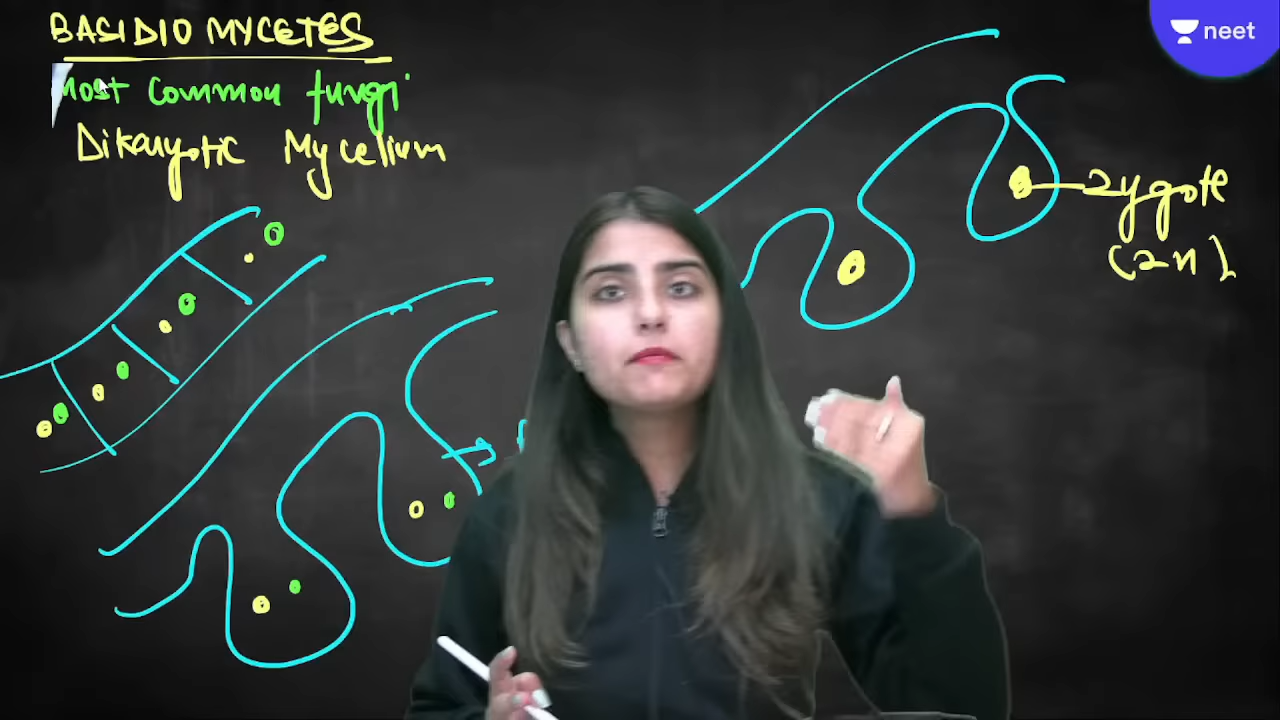 BASIDIO MYCETES
Most common fungi
Dikaryotic Mycelium
neet
zygote
(2n)